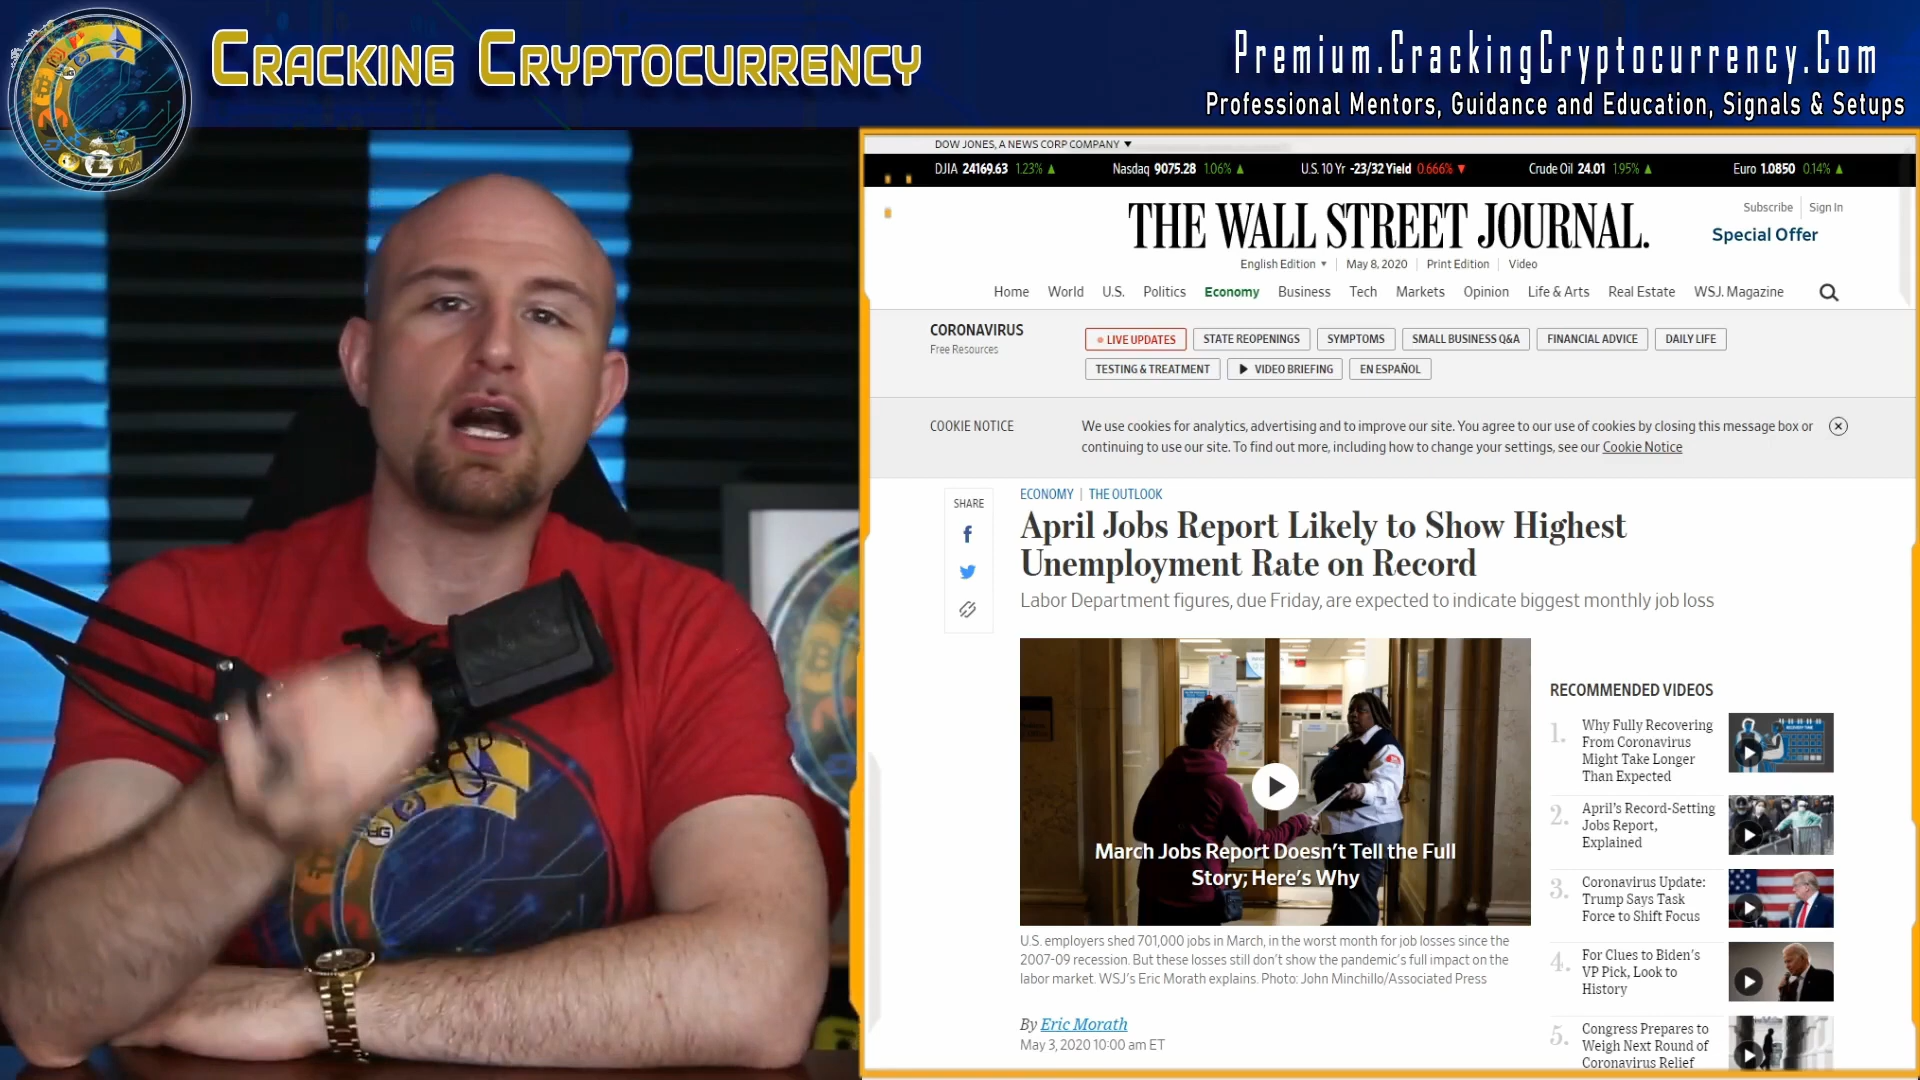 CRACKING CRYPTOCURRENCY
Premium.CrackingCryptocurrency.Com
Professional Mentors, Guidance and Education, Signals & Setups
DOW JONES, A NEWS CORP COMPANY
DJIA 24169.63 1.23% Nasdaq 9075.28 1.06% U.S. 10 Yr -23/32 Yield 0.666% Crude Oil 24.01 1.95% Euro 1.0850 0.14%
Subscribe Sign In
THE WALL STREET JOURNAL.
Special Offer
English Edition May 8, 2020 Print Edition Video
Home World U.S. Politics Economy Business Tech Markets Opinion Life & Arts Real Estate WSJ. Magazine
CORONAVIRUS
Free Resources
LIVE UPDATES STATE REOPENINGS SYMPTOMS SMALL BUSINESS Q&A FINANCIAL ADVICE DAILY LIFE
TESTING & TREATMENT VIDEO BRIEFING EN ESPAÑOL
COOKIE NOTICE
We use cookies for analytics, advertising and to improve our site. You agree to our use of cookies by closing this message box or
continuing to use our site. To find out more, including how to change your settings, see our Cookie Notice
SHARE
ECONOMY | THE OUTLOOK
April Jobs Report Likely to Show Highest
Unemployment Rate on Record
Labor Department figures, due Friday, are expected to indicate biggest monthly job loss
March Jobs Report Doesn't Tell the Full
Story; Here's Why
U.S. employers shed 701,000 jobs in March, in the worst month for job losses since the
2007-09 recession. But these losses still don't show the pandemic's full impact on the
labor market. WSJ's Eric Morath explains. Photo: John Minchillo/Associated Press
By Eric Morath
May 3, 2020 10:00 am ET
RECOMMENDED VIDEOS
1. Why Fully Recovering
From Coronavirus
Might Take Longer
Than Expected
2. April's Record-Setting
Jobs Report,
Explained
3. Coronavirus Update:
Trump Says Task
Force to Shift Focus
4. For Clues to Biden's
VP Pick, Look to
History
5. Congress Prepares to
Weigh Next Round of
Coronavirus Relief